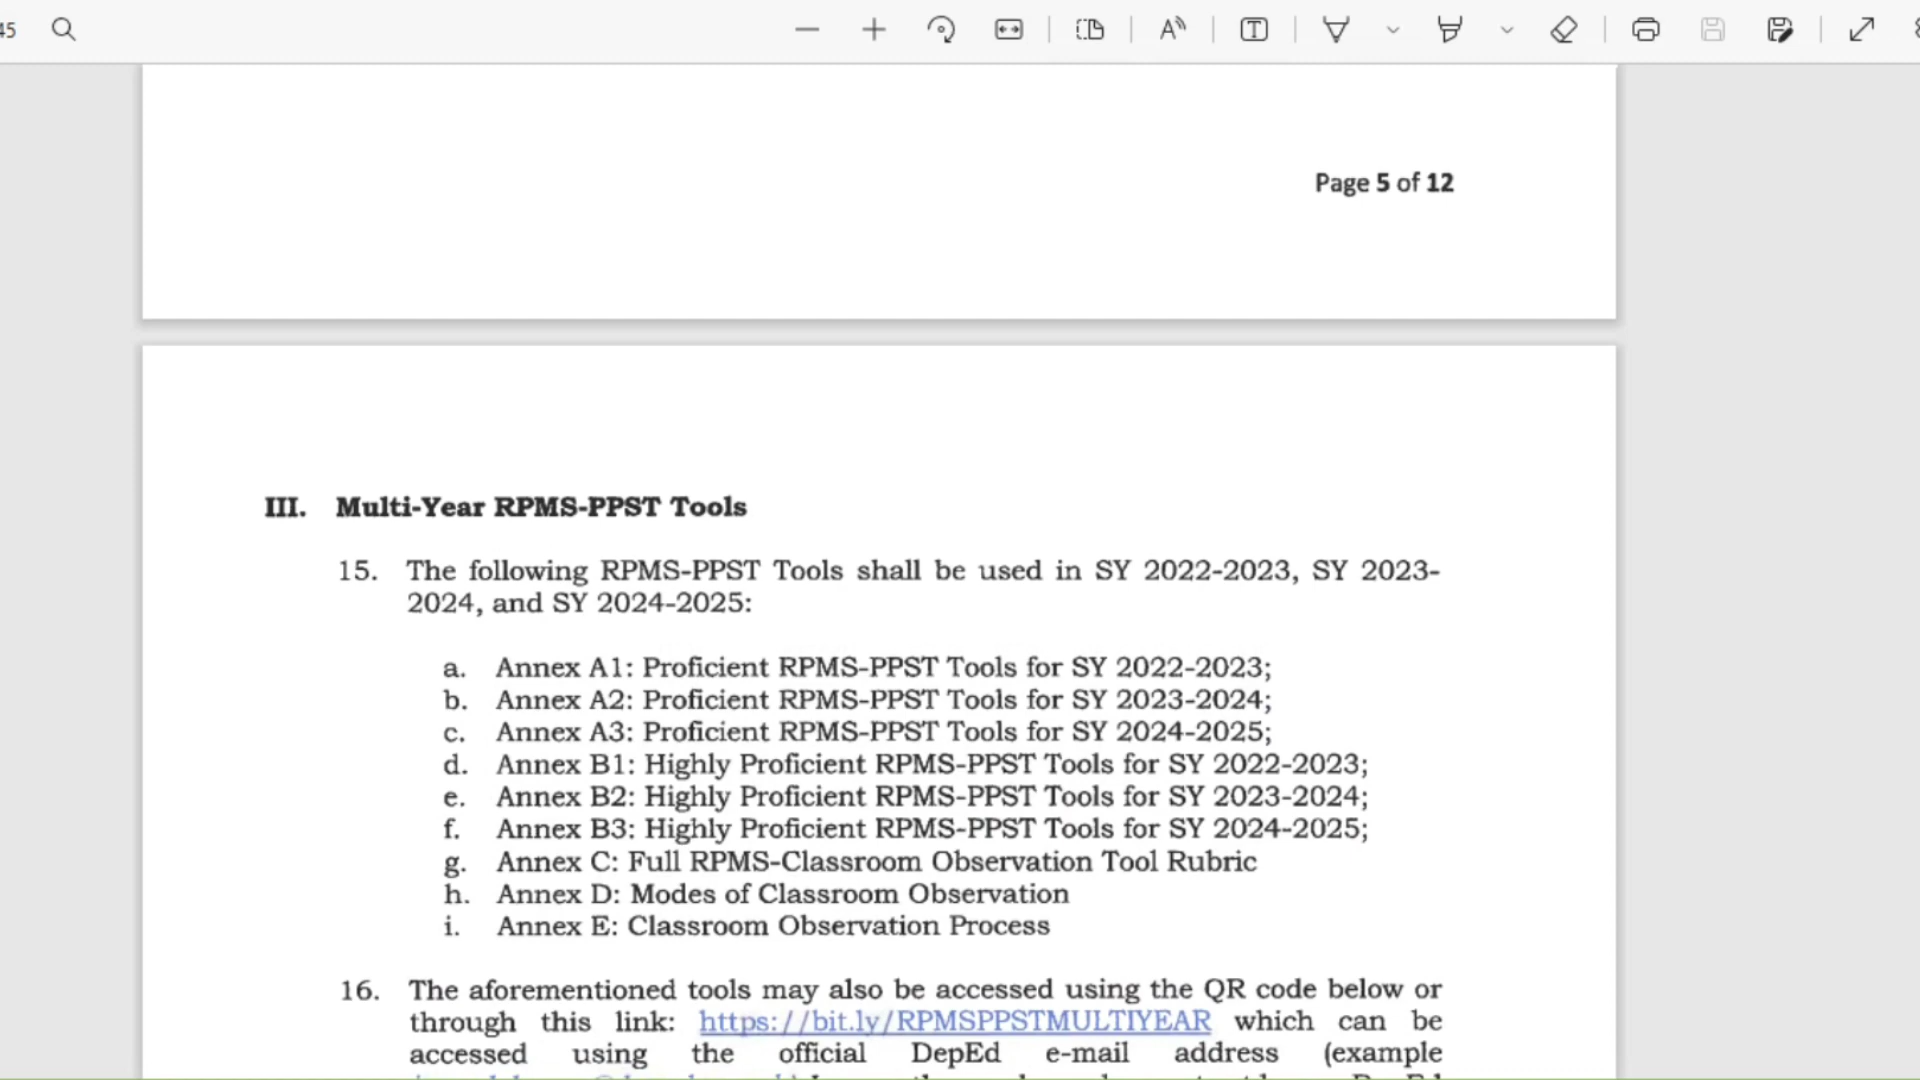 45
Page 5 of 12
III. Multi-Year RPMS-PPST Tools
15. The following RPMS-PPST Tools shall be used in SY 2022-2023, SY 2023-
2024, and SY 2024-2025:
a. Annex A1: Proficient RPMS-PPST Tools for SY 2022-2023;
b. Annex A2: Proficient RPMS-PPST Tools for SY 2023-2024;
c. Annex A3: Proficient RPMS-PPST Tools for SY 2024-2025;
d. Annex B1: Highly Proficient RPMS-PPST Tools for SY 2022-2023;
e. Annex B2: Highly Proficient RPMS-PPST Tools for SY 2023-2024;
f. Annex B3: Highly Proficient RPMS-PPST Tools for SY 2024-2025;
g. Annex C: Full RPMS-Classroom Observation Tool Rubric
h. Annex D: Modes of Classroom Observation
i. Annex E: Classroom Observation Process
16. The aforementioned tools may also be accessed using the QR code below or
through this link: https://bit.ly/RPMSPPSTMULTIYEAR which can be
accessed using the official DepEd e-mail address (example